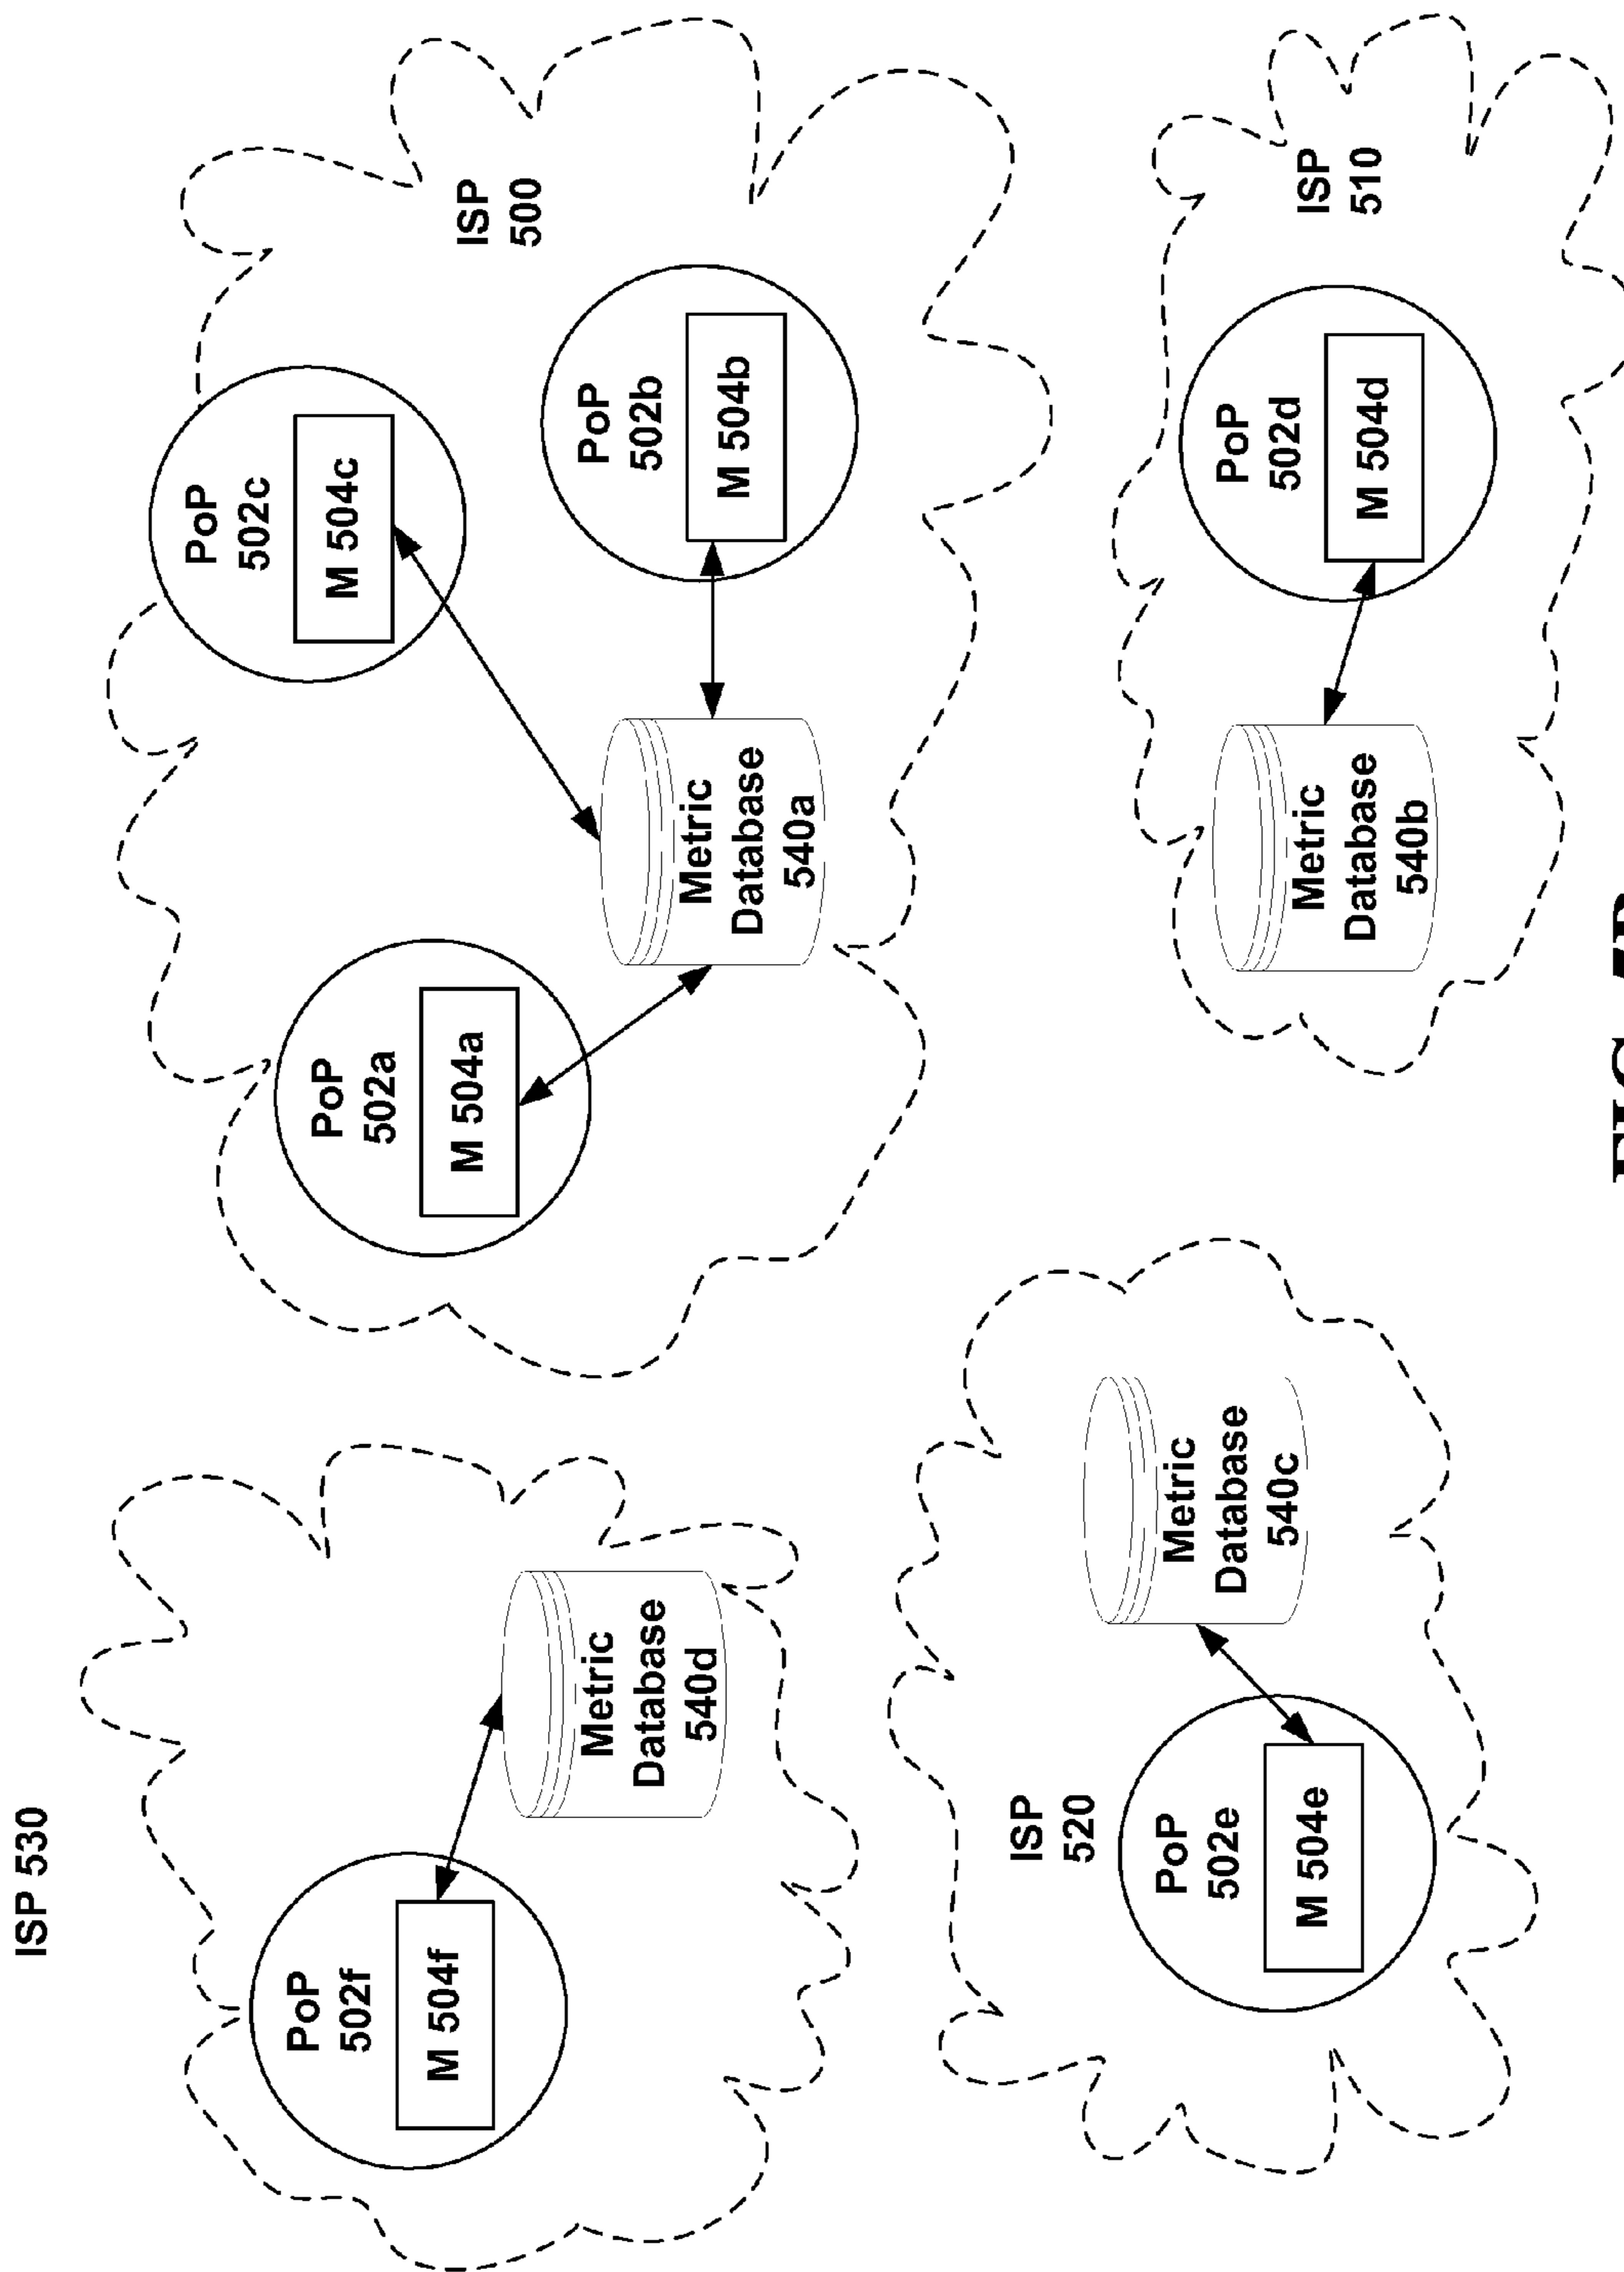 ISP 530
PoP
502f
M 504f
Metric
Database
540d
PoP
502a
M 504a
PoP
502c
M 504c
ISP
500
PoP
502b
M 504b
Metric
Database
540a
ISP
520
PoP
502e
M 504e
Metric
Database
540c
Metric
Database
540b
PoP
502d
M 504d
ISP
510
FIG